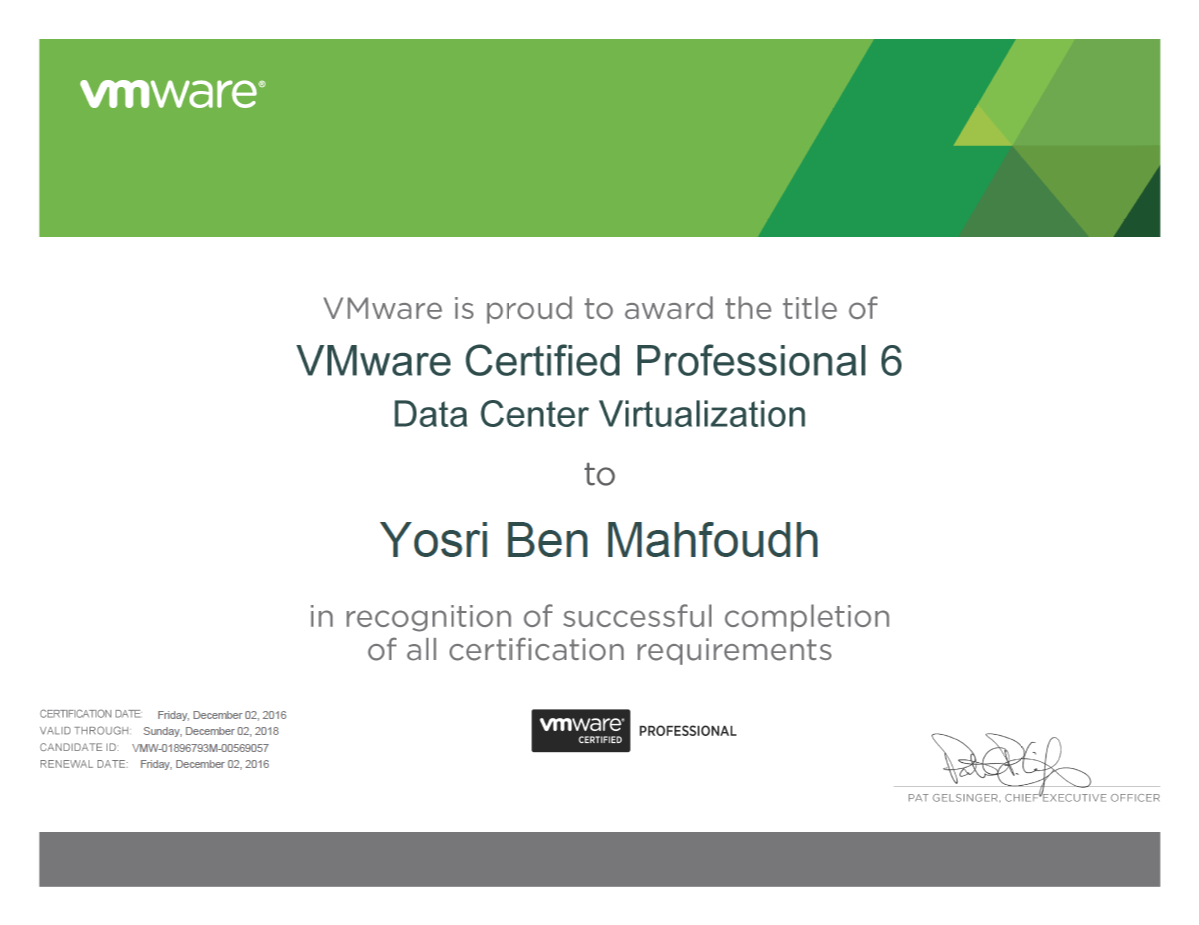 vmware®
VMware is proud to award the title of
VMware Certified Professional 6
Data Center Virtualization
to
Yosri Ben Mahfoudh
in recognition of successful completion
of all certification requirements
CERTIFICATION DATE: Friday, December 02, 2016
VALID THROUGH: Sunday, December 02, 2018
CANDIDATE ID: VMW-01896793M-00569057
RENEWAL DATE: Friday, December 02, 2016
vmware®
CERTIFIED
PROFESSIONAL
PAT GELSINGER, CHIEF EXECUTIVE OFFICER